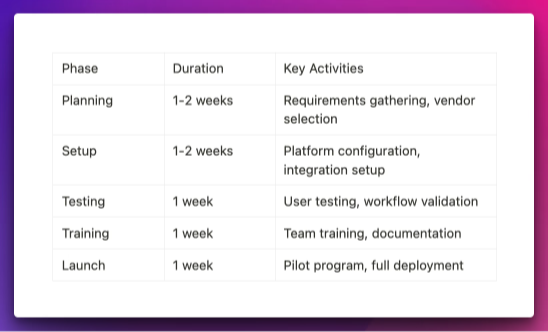 Phase Duration Key Activities
Planning 1-2 weeks Requirements gathering, vendor
selection
Setup 1-2 weeks Platform configuration,
integration setup
Testing 1 week User testing, workflow validation
Training 1 week Team training, documentation
Launch 1 week Pilot program, full deployment